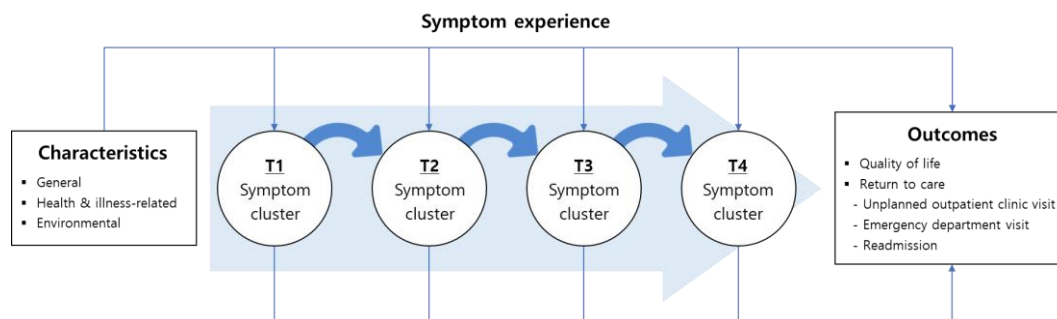 Symptom experience
Characteristics
▪ General
▪ Health & illness-related
▪ Environmental
T1
Symptom
cluster
T2
Symptom
cluster
T3
Symptom
cluster
T4
Symptom
cluster
Outcomes
▪ Quality of life
▪ Return to care
- Unplanned outpatient clinic visit
- Emergency department visit
- Readmission